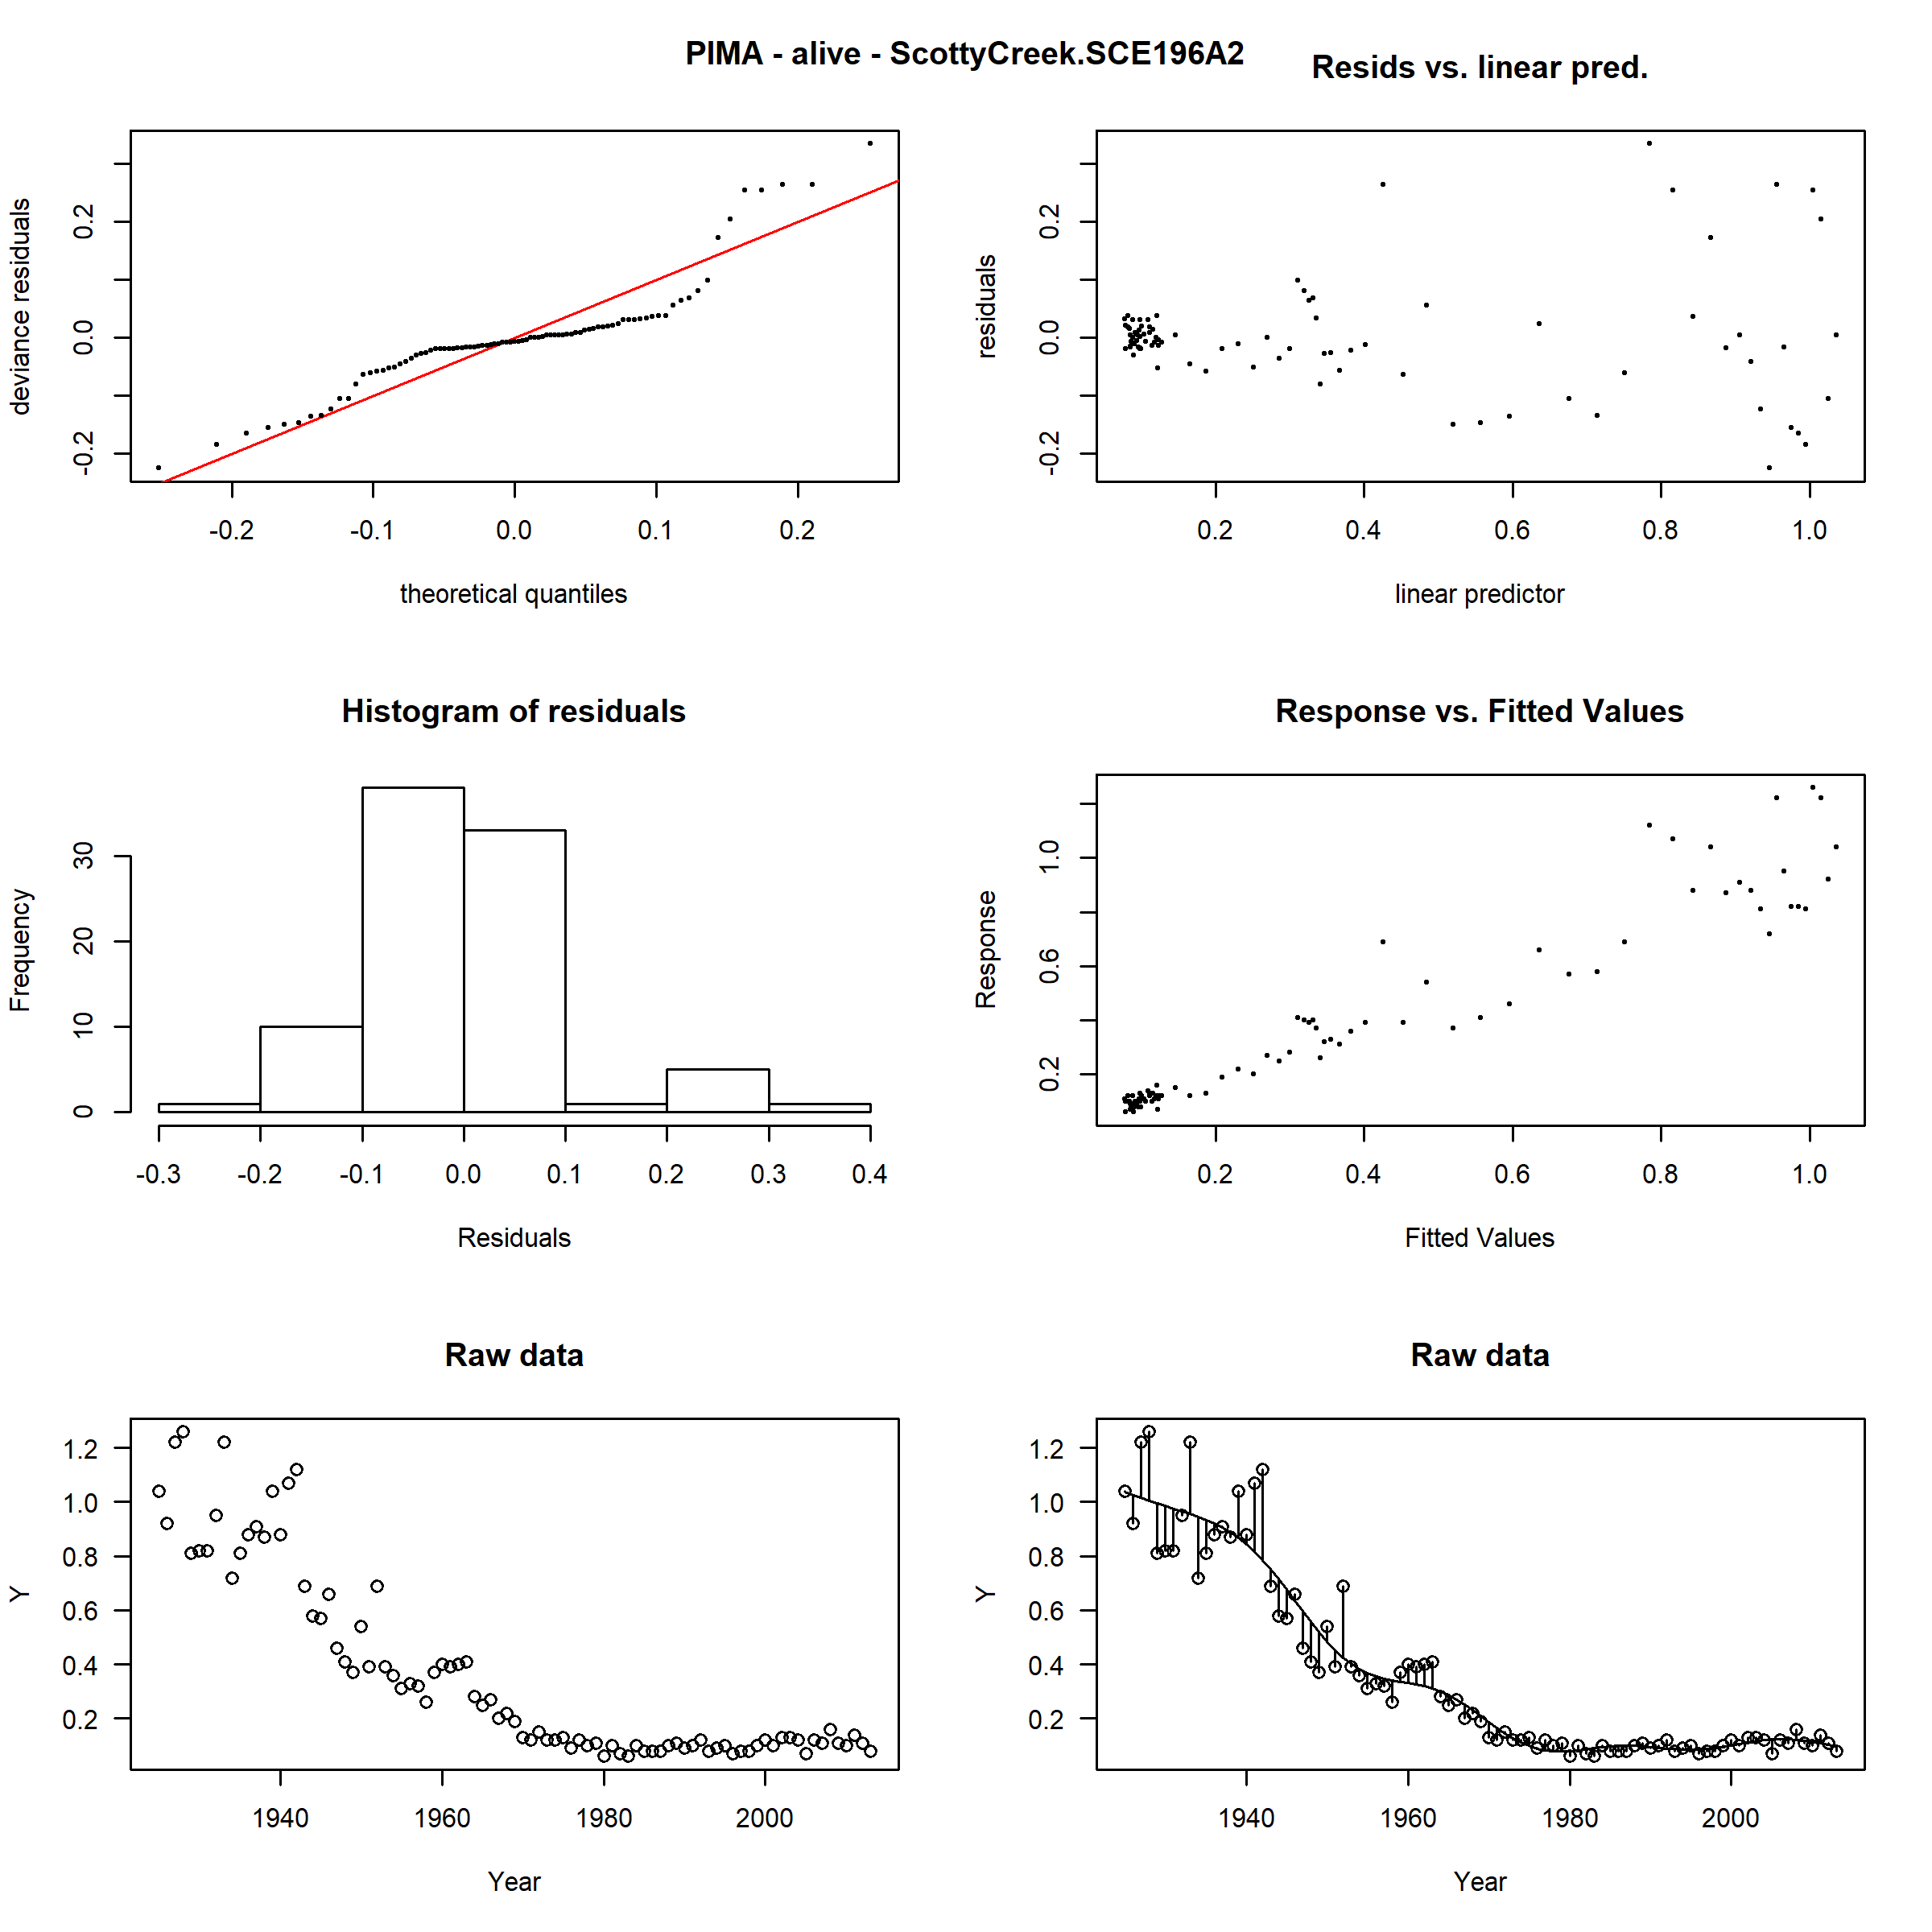 PIMA - alive - ScottyCreek.SCE196A2
Resids vs. linear pred.
deviance residuals
0.2
0.0
-0.2
-0.2 -0.1 0.0 0.1 0.2
theoretical quantiles
residuals
0.2
0.0
-0.2
0.2 0.4 0.6 0.8 1.0
linear predictor
Histogram of residuals
Frequency
30
20
10
0
-0.3 -0.2 -0.1 0.0 0.1 0.2 0.3 0.4
Residuals
Response vs. Fitted Values
Response
1.0
0.6
0.2
0.2 0.4 0.6 0.8 1.0
Fitted Values
Raw data
Y
1.2
1.0
0.8
0.6
0.4
0.2
1940 1960 1980 2000
Year
Raw data
Y
1.2
1.0
0.8
0.6
0.4
0.2
1940 1960 1980 2000
Year